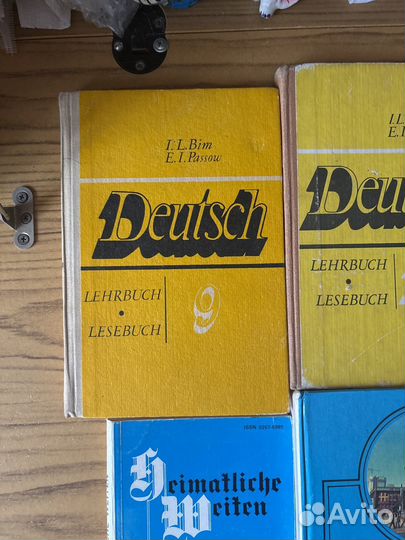 I. L. Bim
E. I. Passow
Deutsch
LEHRBUCH
LESEBUCH
9
I. L.
E. I.
Deu
LEHRBUCH
LESEBUCH
ISSN
Heimatliche
Weiten
Avito